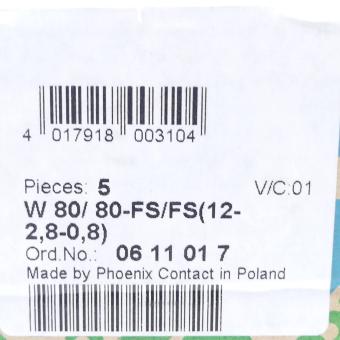 4 017918 003104
Pieces: 5 V/C:01
W 80/ 80-FS/FS(12-
2,8-0,8)
Ord.No.: 06 11 01 7
Made by Phoenix Contact in Poland